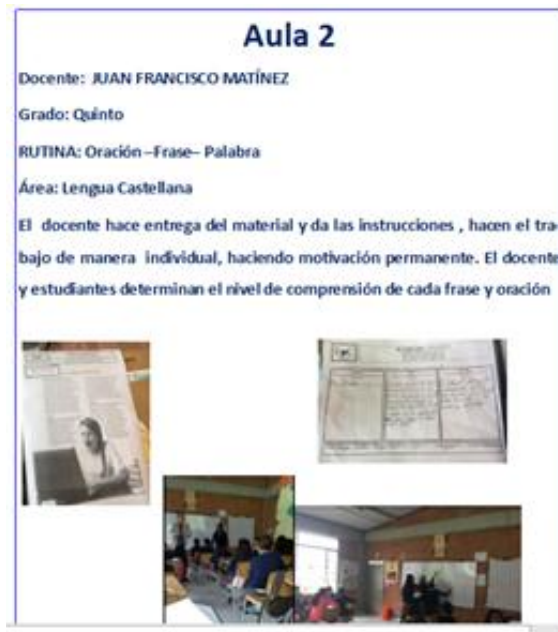 Aula 2
Docente: JUAN FRANCISCO MATÍNEZ
Grado: Quinto
RUTINA: Oración –Frase– Palabra
Área: Lengua Castellana
El docente hace entrega del material y da las instrucciones , hacen el tra-
bajo de manera individual, haciendo motivación permanente. El docente
y estudiantes determinan el nivel de comprensión de cada frase y oración